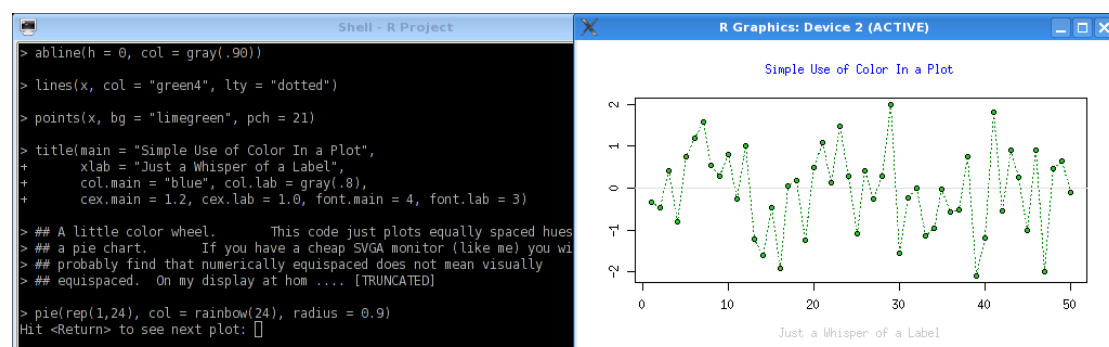 Shell - R Project
> abline(h = 0, col = gray(.90))
> lines(x, col = "green4", lty = "dotted")
> points(x, bg = "limegreen", pch = 21)
> title(main = "Simple Use of Color In a Plot",
+       xlab = "Just a Whisper of a Label",
+       col.main = "blue", col.lab = gray(.8),
+       cex.main = 1.2, cex.lab = 1.0, font.main = 4, font.lab = 3)
> ## A little color wheel.       This code just plots equally spaced hues
> ## a pie chart.       If you have a cheap SVGA monitor (like me) you wi
> ## probably find that numerically equispaced does not mean visually
> ## equispaced.  On my display at hom .... [TRUNCATED]
> pie(rep(1,24), col = rainbow(24), radius = 0.9)
Hit <Return> to see next plot:
R Graphics: Device 2 (ACTIVE)
Simple Use of Color In a Plot
2
1
0
-1
-2
0 10 20 30 40 50
Just a Whisper of a Label